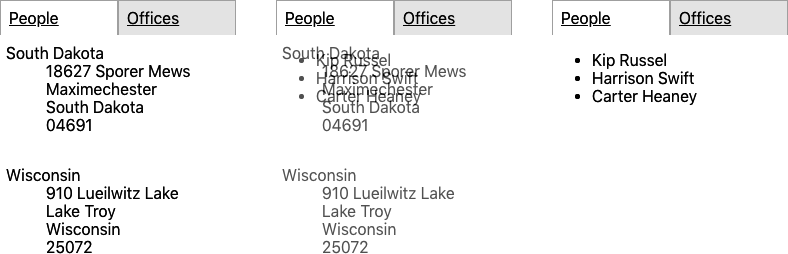 People Offices
South Dakota
18627 Sporer Mews
Maximechester
South Dakota
04691
Wisconsin
910 Lueilwitz Lake
Lake Troy
Wisconsin
25072
People Offices
South Dakota
Kip Russel
18627 Sporer Mews
Harrison Swift
Maximechester
Carter Heaney
South Dakota
04691
Wisconsin
910 Lueilwitz Lake
Lake Troy
Wisconsin
25072
People Offices
Kip Russel
Harrison Swift
Carter Heaney